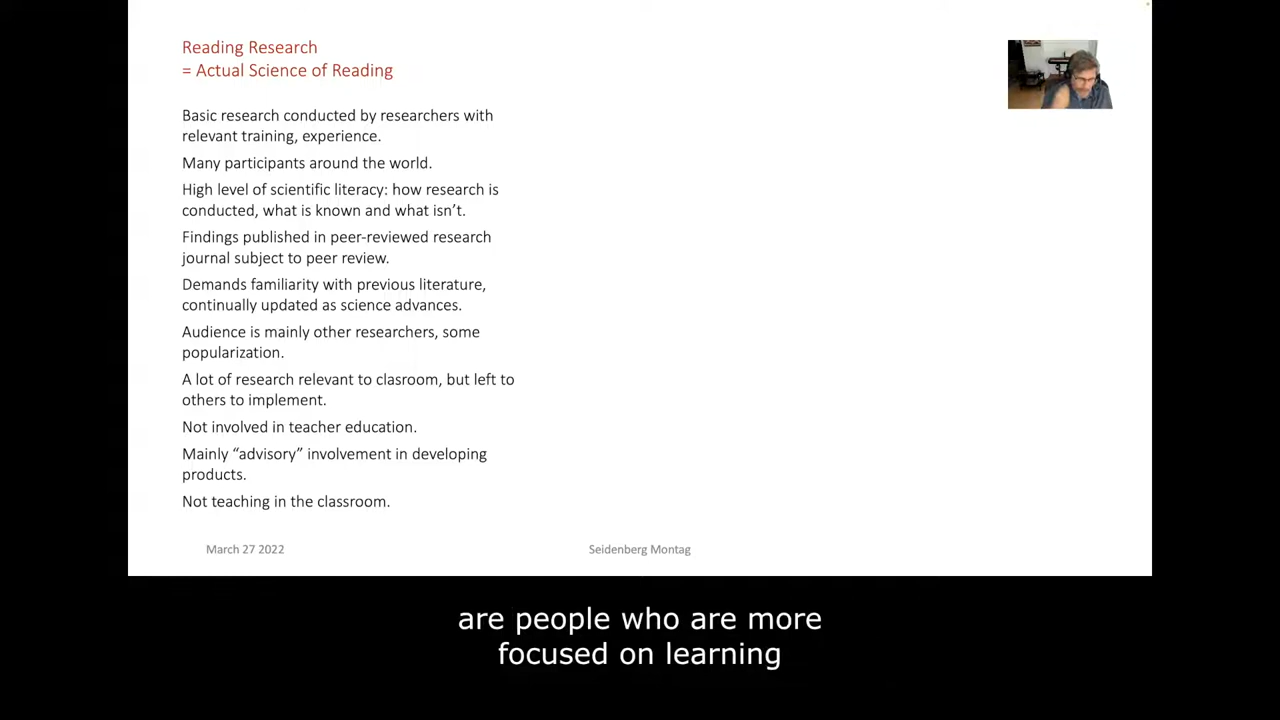 Reading Research
= Actual Science of Reading
Basic research conducted by researchers with
relevant training, experience.
Many participants around the world.
High level of scientific literacy: how research is
conducted, what is known and what isn’t.
Findings published in peer-reviewed research
journal subject to peer review.
Demands familiarity with previous literature,
continually updated as science advances.
Audience is mainly other researchers, some
popularization.
A lot of research relevant to clasroom, but left to
others to implement.
Not involved in teacher education.
Mainly “advisory” involvement in developing
products.
Not teaching in the classroom.
March 27 2022
Seidenberg Montag
are people who are more
focused on learning